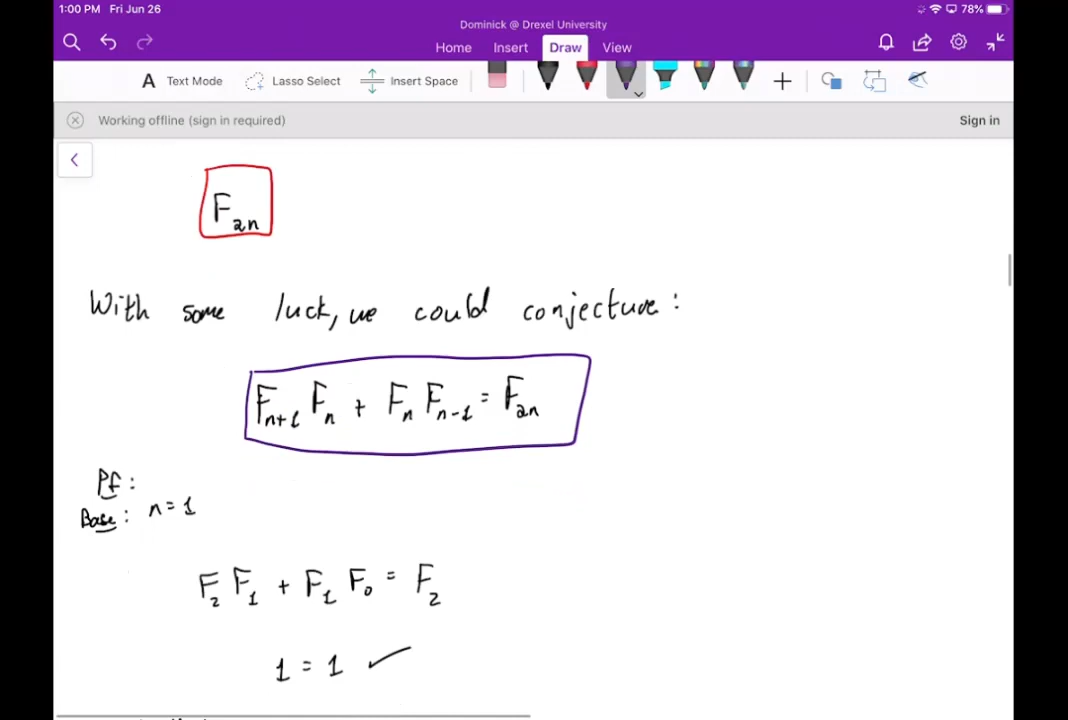 1:00 PM Fri Jun 26
78%
Dominick @ Drexel University
Home Insert Draw View
Text Mode Lasso Select Insert Space
Working offline (sign in required) Sign in
F₂ₙ
With some luck, we could conjecture:
Fₙ₊₁ Fₙ + Fₙ Fₙ₋₁ = F₂ₙ
Pf:
Base: n = 1
F₂ F₁ + F₁ F₀ = F₂
1 = 1 ✓